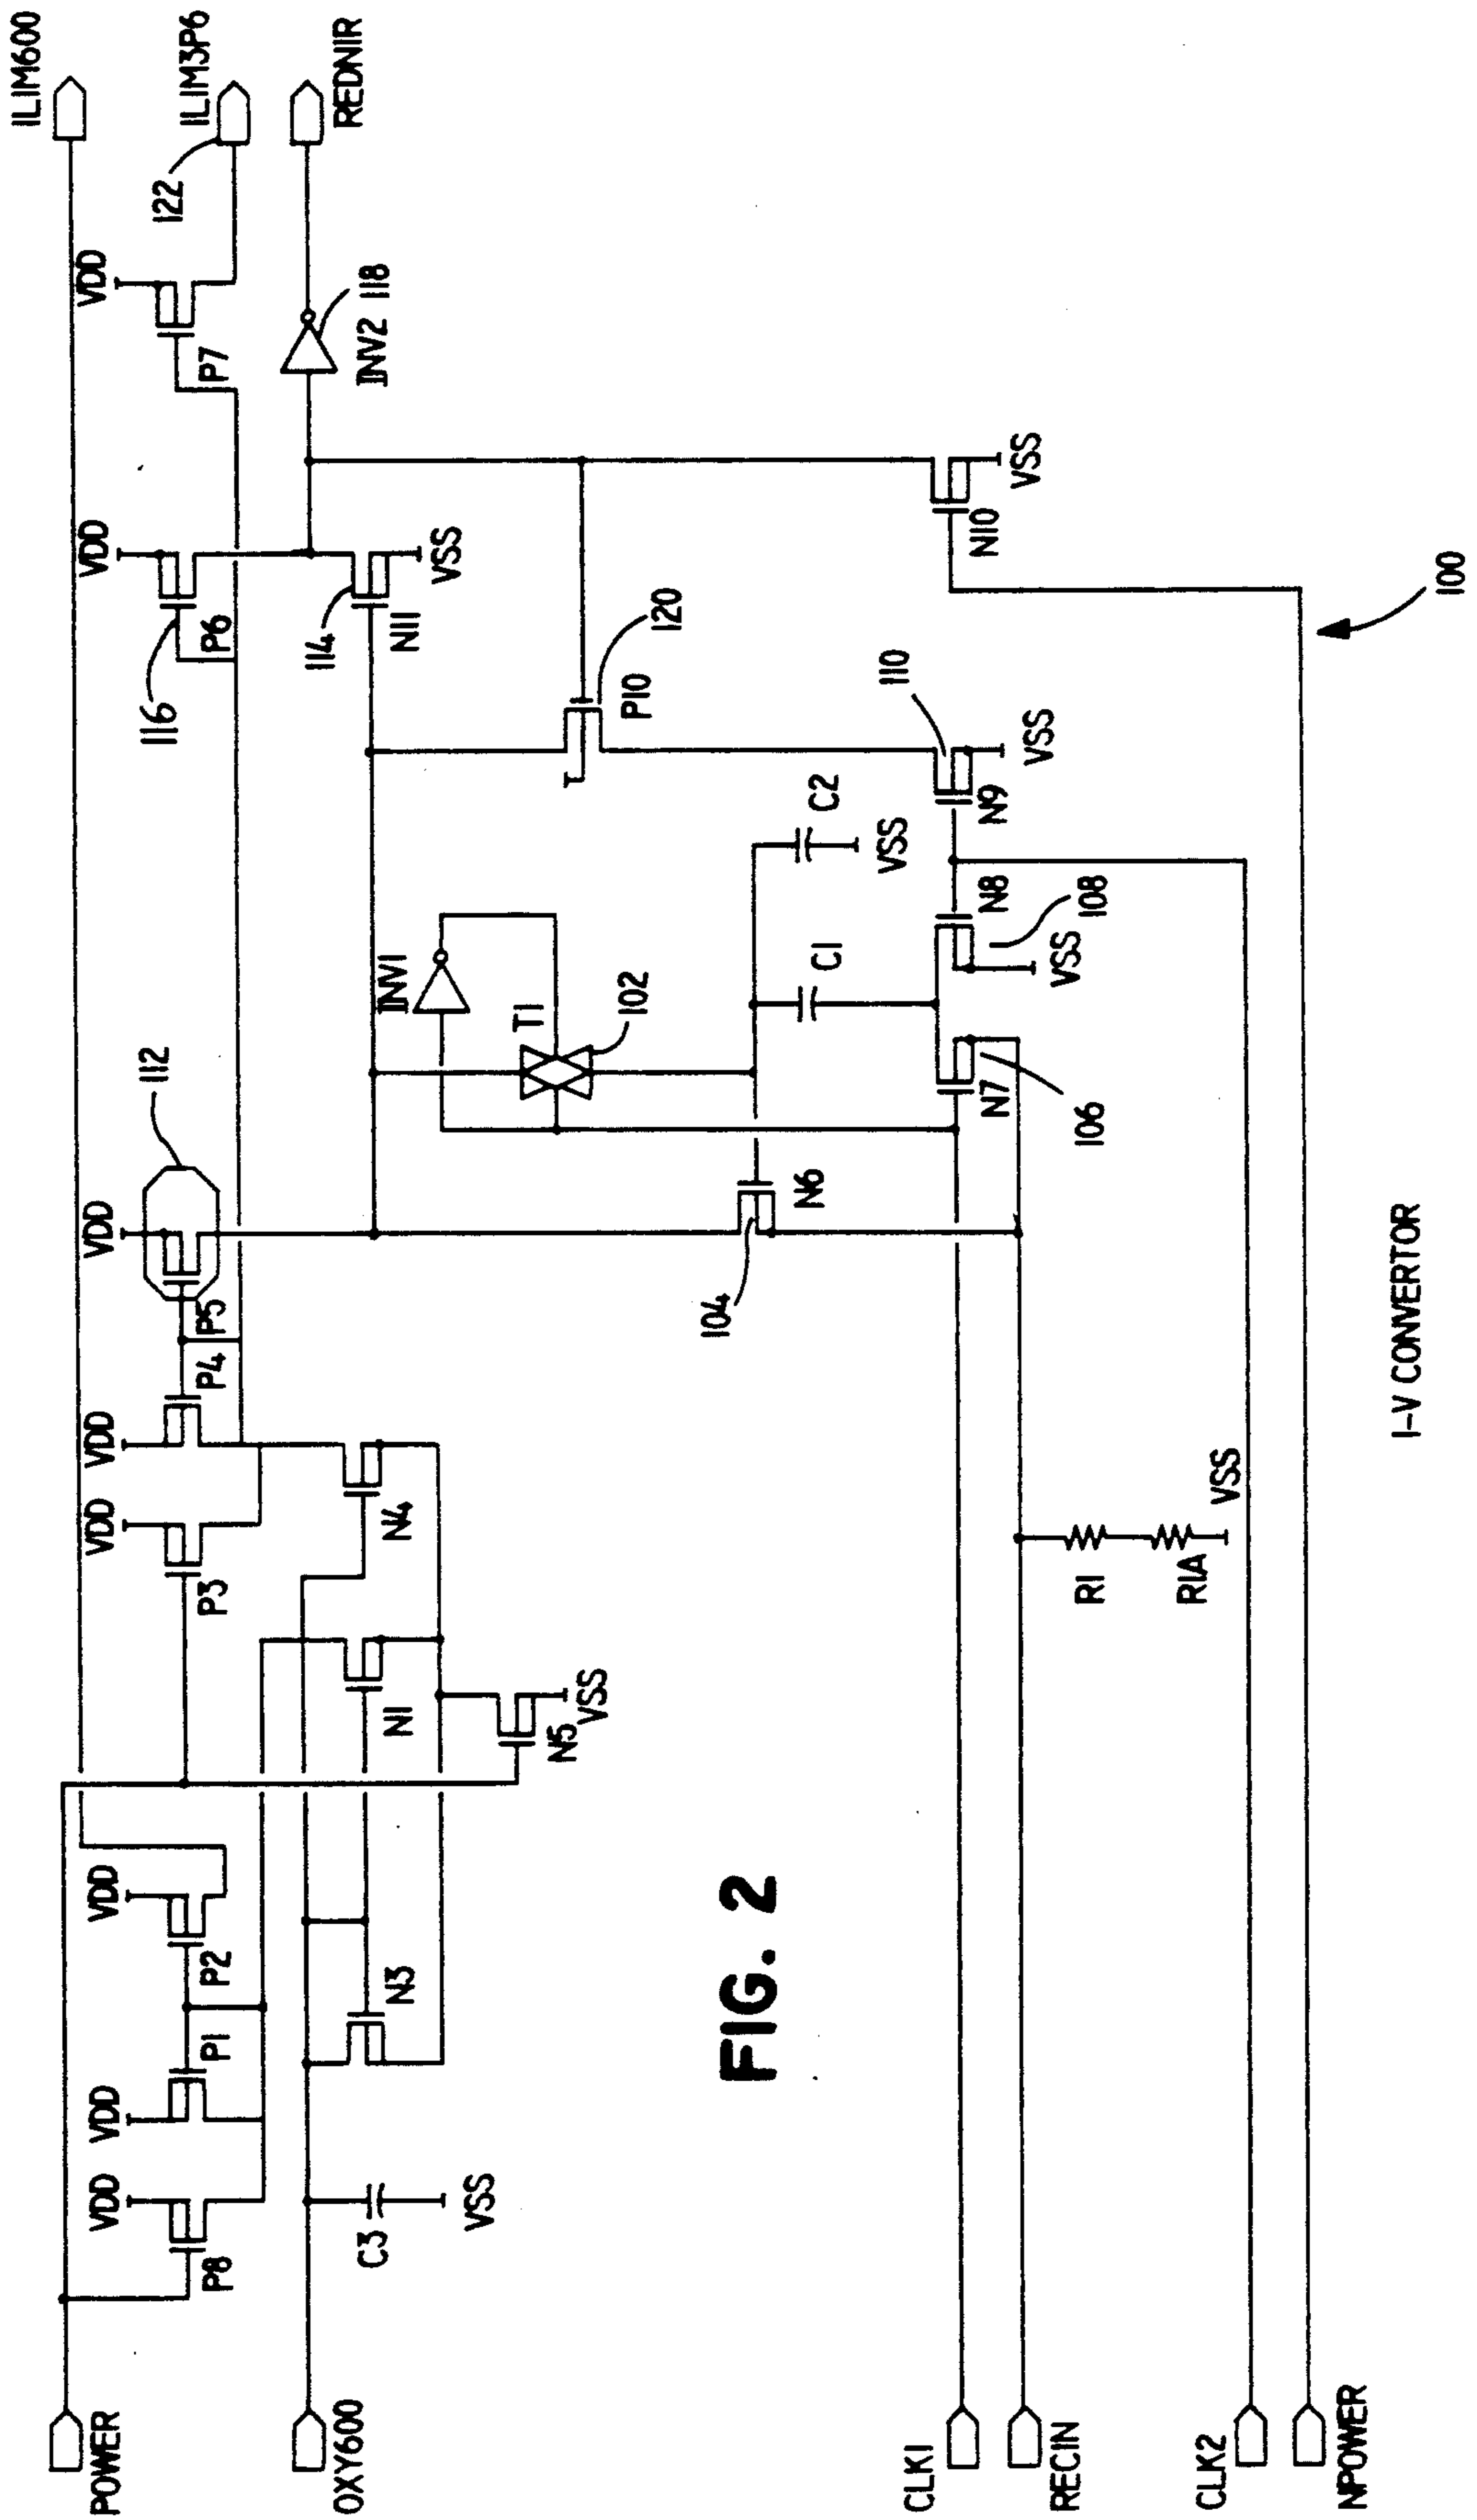 ILIM600
ILIM3P6
REDNIR
122
VDD
P7
118
INV2
VDD
P6
116
114
N11
VSS
VSS
N10
120
P10
110
VSS
N9
100
112
VDD
P5
P4
INV1
T1
102
C2
VSS
C1
N8
108
VSS
N7
106
N6
104
VDD
VDD
P3
N4
N1
N5
VSS
R1
R1A
VSS
I-V CONVERTOR
VDD
P2
P1
VDD
VDD
P8
N3
C3
VSS
FIG. 2
POWER
OXY600
CLK1
RECIN
CLK2
NPOWER